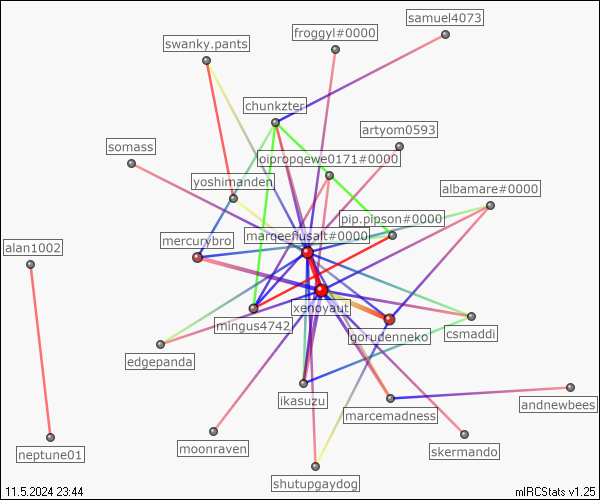 samuel4073
froggyl#0000
swanky.pants
chunkzter
artyom0593
somass
oipropqewe0171#0000
yoshimanden
albamare#0000
pip.pipson#0000
mercurybro
marqeeflusalt#0000
alan1002
xenoyaut
mingus4742
gorudenneko
csmaddi
edgepanda
ikasuzu
marcemadness
andnewbees
moonraven
skermando
neptune01
shutupgaydog
11.5.2024 23:44
mIRCStats v1.25